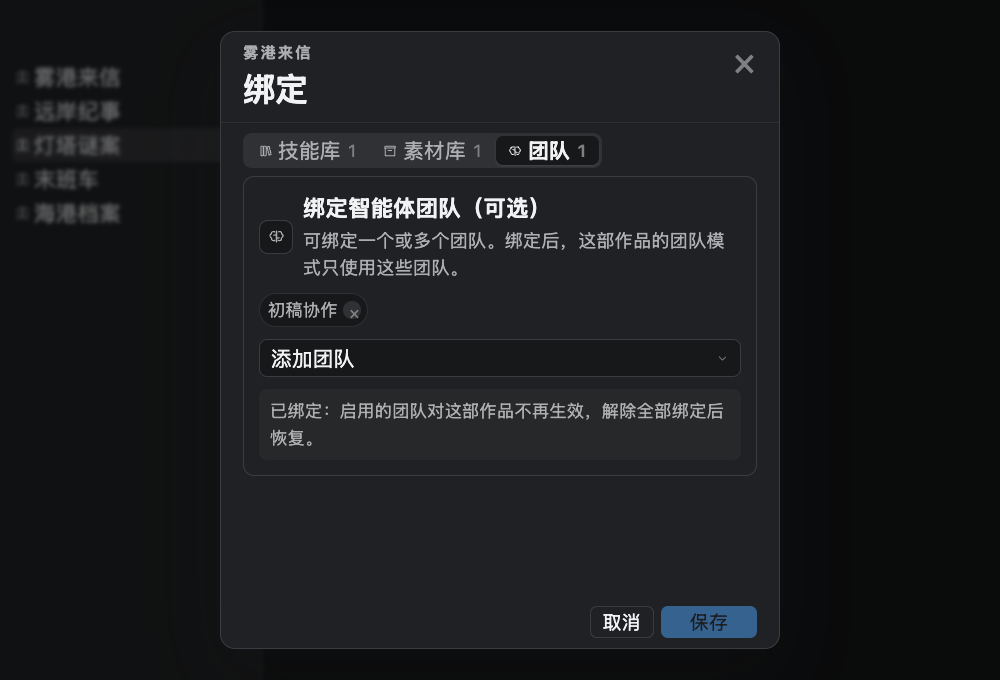 雾港来信
远岸纪事
灯塔谜案
末班车
海港档案
雾港来信
绑定
技能库 1
素材库 1
团队 1
绑定智能体团队（可选）
可绑定一个或多个团队。绑定后，这部作品的团队模
式只使用这些团队。
初稿协作
添加团队
已绑定：启用的团队对这部作品不再生效，解除全部绑定后
恢复。
取消
保存